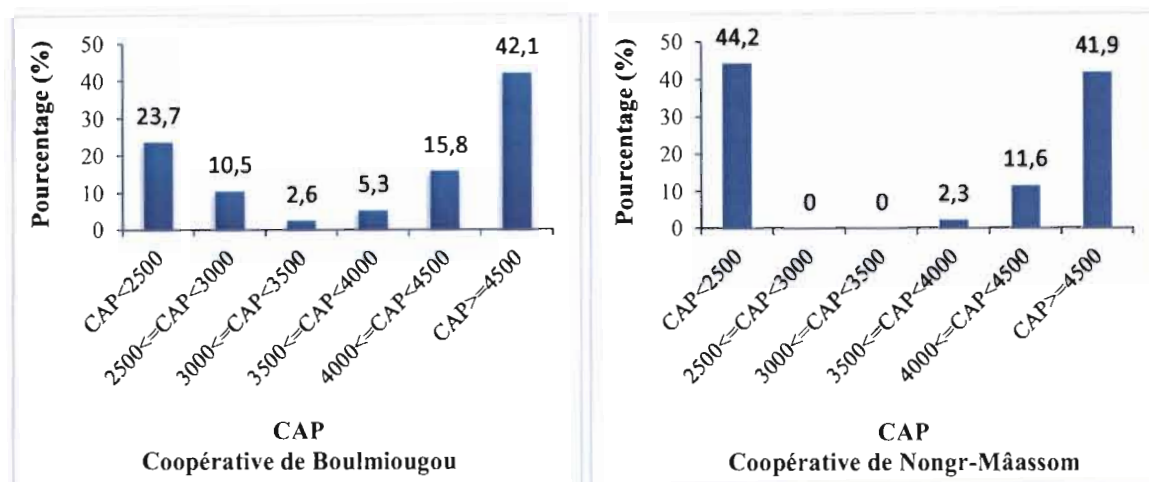 Pourcentage (%)
50
40
30
20
10
0
23,7
10,5
2,6
5,3
15,8
42,1
CAP<2500
2500<=CAP<3000
3000<=CAP<3500
3500<=CAP<4000
4000<=CAP<4500
CAP>=4500
CAP
Coopérative de Boulmiougou
Pourcentage (%)
50
40
30
20
10
0
44,2
0
0
2,3
11,6
41,9
CAP<2500
2500<=CAP<3000
3000<=CAP<3500
3500<=CAP<4000
4000<=CAP<4500
CAP>=4500
CAP
Coopérative de Nongr-Mâassom